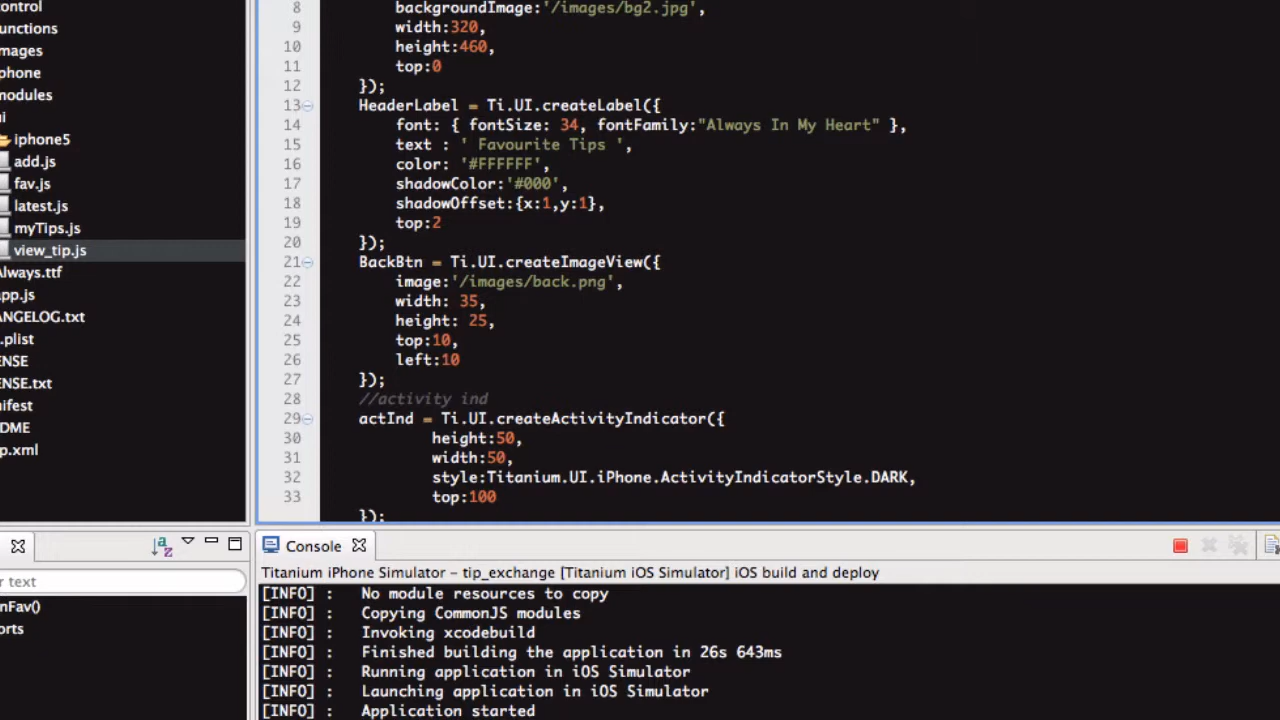 control
unctions
mages
phone
modules
ui
iphone5
add.js
fav.js
latest.js
myTips.js
view_tip.js
Always.ttf
app.js
ANGELOG.txt
.plist
ENSE
ENSE.txt
nifest
DME
p.xml
8 backgroundImage:'/images/bg2.jpg',
9 width:320,
10 height:460,
11 top:0
12 });
13 HeaderLabel = Ti.UI.createLabel({
14 font: { fontSize: 34, fontFamily:"Always In My Heart" },
15 text : ' Favourite Tips ',
16 color: '#FFFFFF',
17 shadowColor:'#000',
18 shadowOffset:{x:1,y:1},
19 top:2
20 });
21 BackBtn = Ti.UI.createImageView({
22 image:'/images/back.png',
23 width: 35,
24 height: 25,
25 top:10,
26 left:10
27 });
28 //activity ind
29 actInd = Ti.UI.createActivityIndicator({
30 height:50,
31 width:50,
32 style:Titanium.UI.iPhone.ActivityIndicatorStyle.DARK,
33 top:100
});
r text
nFav()
orts
Console
Titanium iPhone Simulator – tip_exchange [Titanium iOS Simulator] iOS build and deploy
[INFO] : No module resources to copy
[INFO] : Copying CommonJS modules
[INFO] : Invoking xcodebuild
[INFO] : Finished building the application in 26s 643ms
[INFO] : Running application in iOS Simulator
[INFO] : Launching application in iOS Simulator
[INFO] : Application started